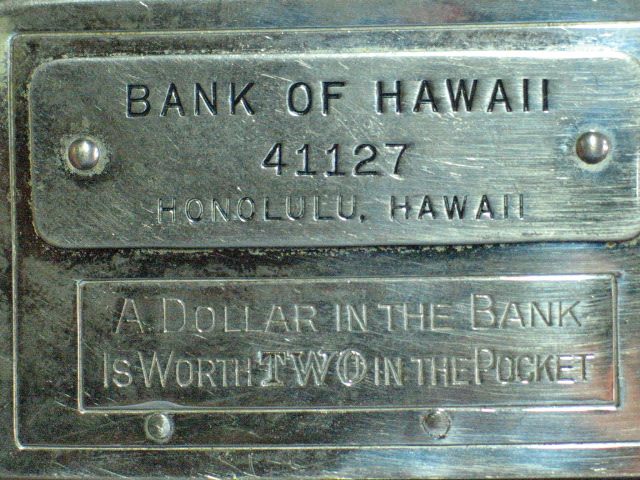 BANK OF HAWAII
41127
HONOLULU, HAWAII
A DOLLAR IN THE BANK
IS WORTH TWO IN THE POCKET